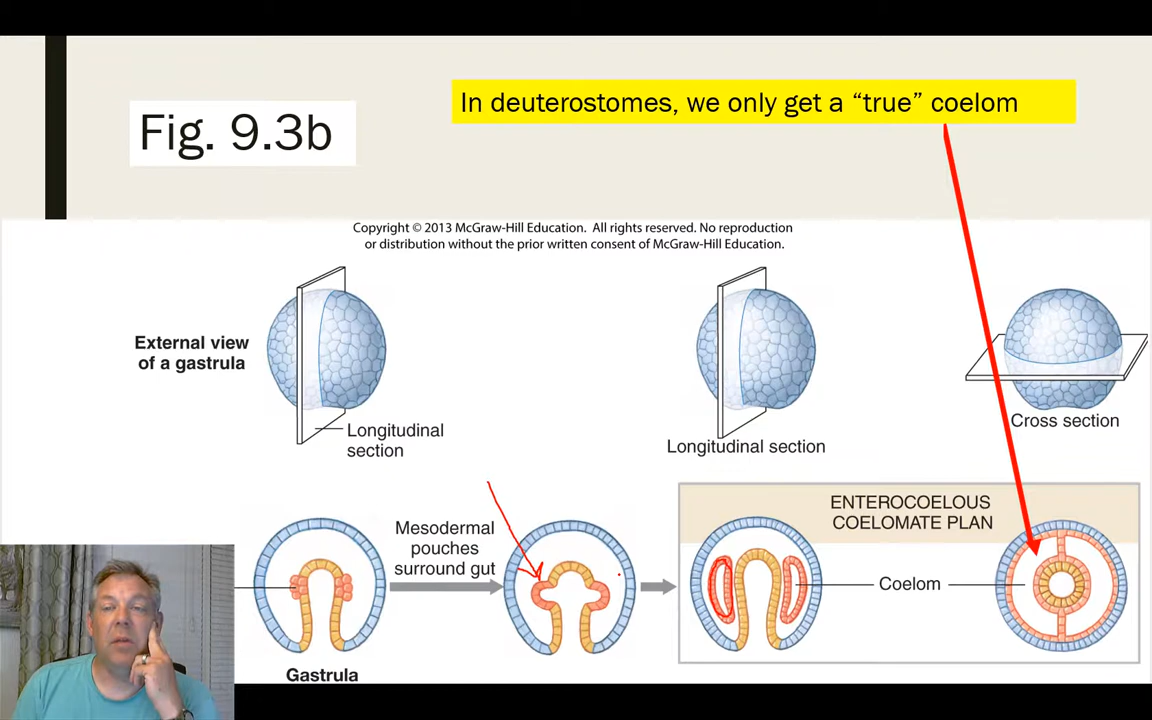 In deuterostomes, we only get a “true” coelom
Fig. 9.3b
Copyright © 2013 McGraw-Hill Education. All rights reserved. No reproduction
or distribution without the prior written consent of McGraw-Hill Education.
External view
of a gastrula
Longitudinal
section
Longitudinal section
Cross section
Mesodermal
pouches
surround gut
ENTEROCOELOUS
COELOMATE PLAN
Coelom
Gastrula